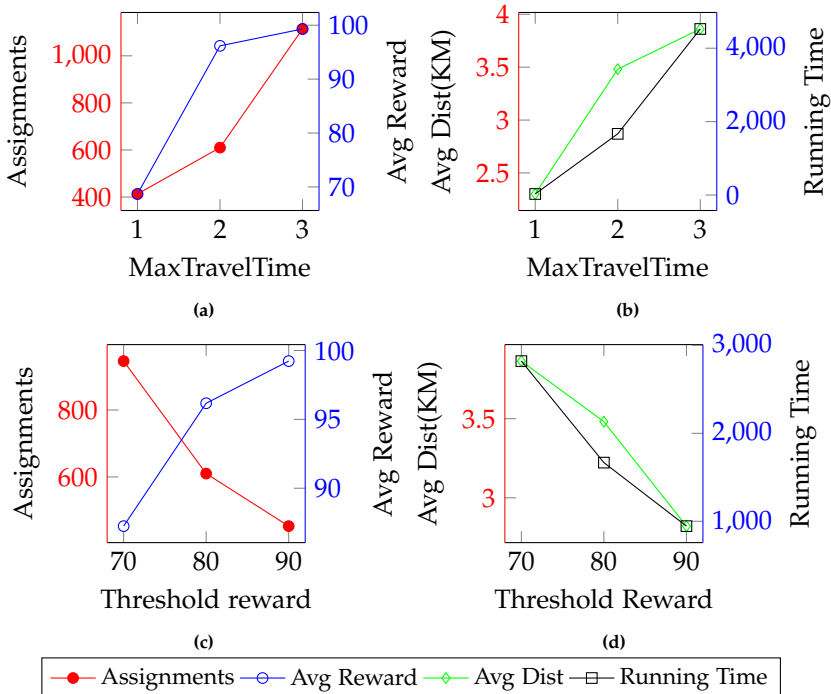 1,000
800
600
400
Assignments
100
90
80
70
Avg Reward
1 2 3
MaxTravelTime
(a)
4
3.5
3
2.5
Avg Dist(KM)
4,000
2,000
0
Running Time
1 2 3
MaxTravelTime
(b)
800
600
Assignments
100
95
90
Avg Reward
70 80 90
Threshold reward
(c)
3.5
3
Avg Dist(KM)
3,000
2,000
1,000
Running Time
70 80 90
Threshold Reward
(d)
Assignments Avg Reward Avg Dist Running Time